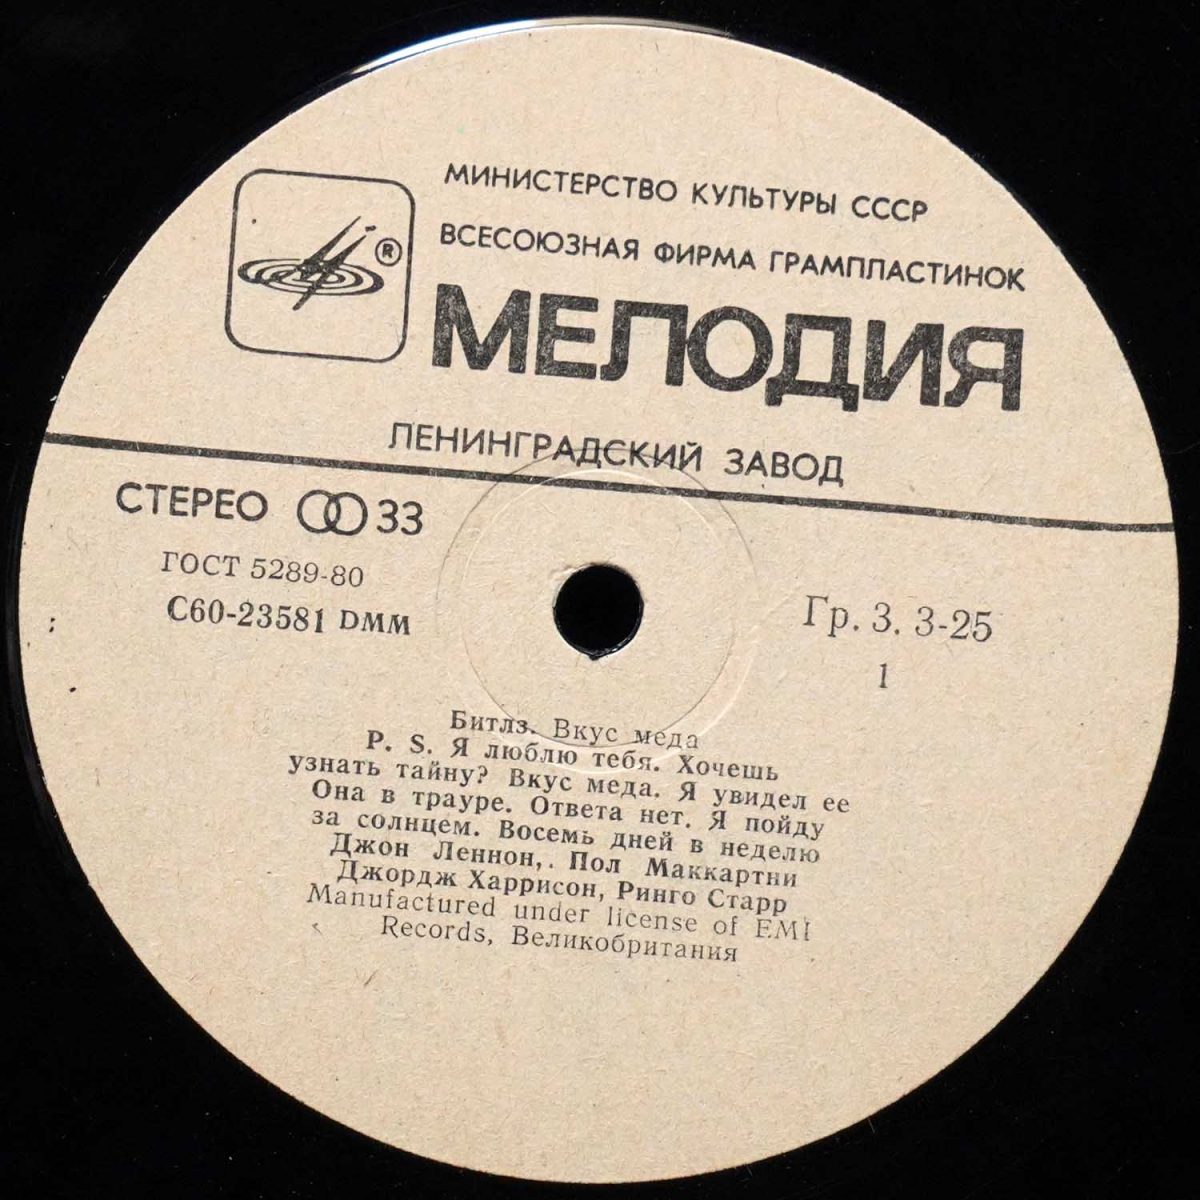 МИНИСТЕРСТВО КУЛЬТУРЫ СССР
ВСЕСОЮЗНАЯ ФИРМА ГРАМПЛАСТИНОК
®
МЕЛОДИЯ
ЛЕНИНГРАДСКИЙ ЗАВОД
СТЕРЕО 33
ГОСТ 5289-80
С60-23581 DMM
Гр. 3. 3-25
1
Битлз. Вкус меда
P. S. Я люблю тебя. Хочешь
узнать тайну? Вкус меда. Я увидел ее
Она в трауре. Ответа нет. Я пойду
за солнцем. Восемь дней в неделю
Джон Леннон,. Пол Маккартни
Джордж Харрисон, Ринго Старр
Manufactured under license of EMI
Records, Великобритания